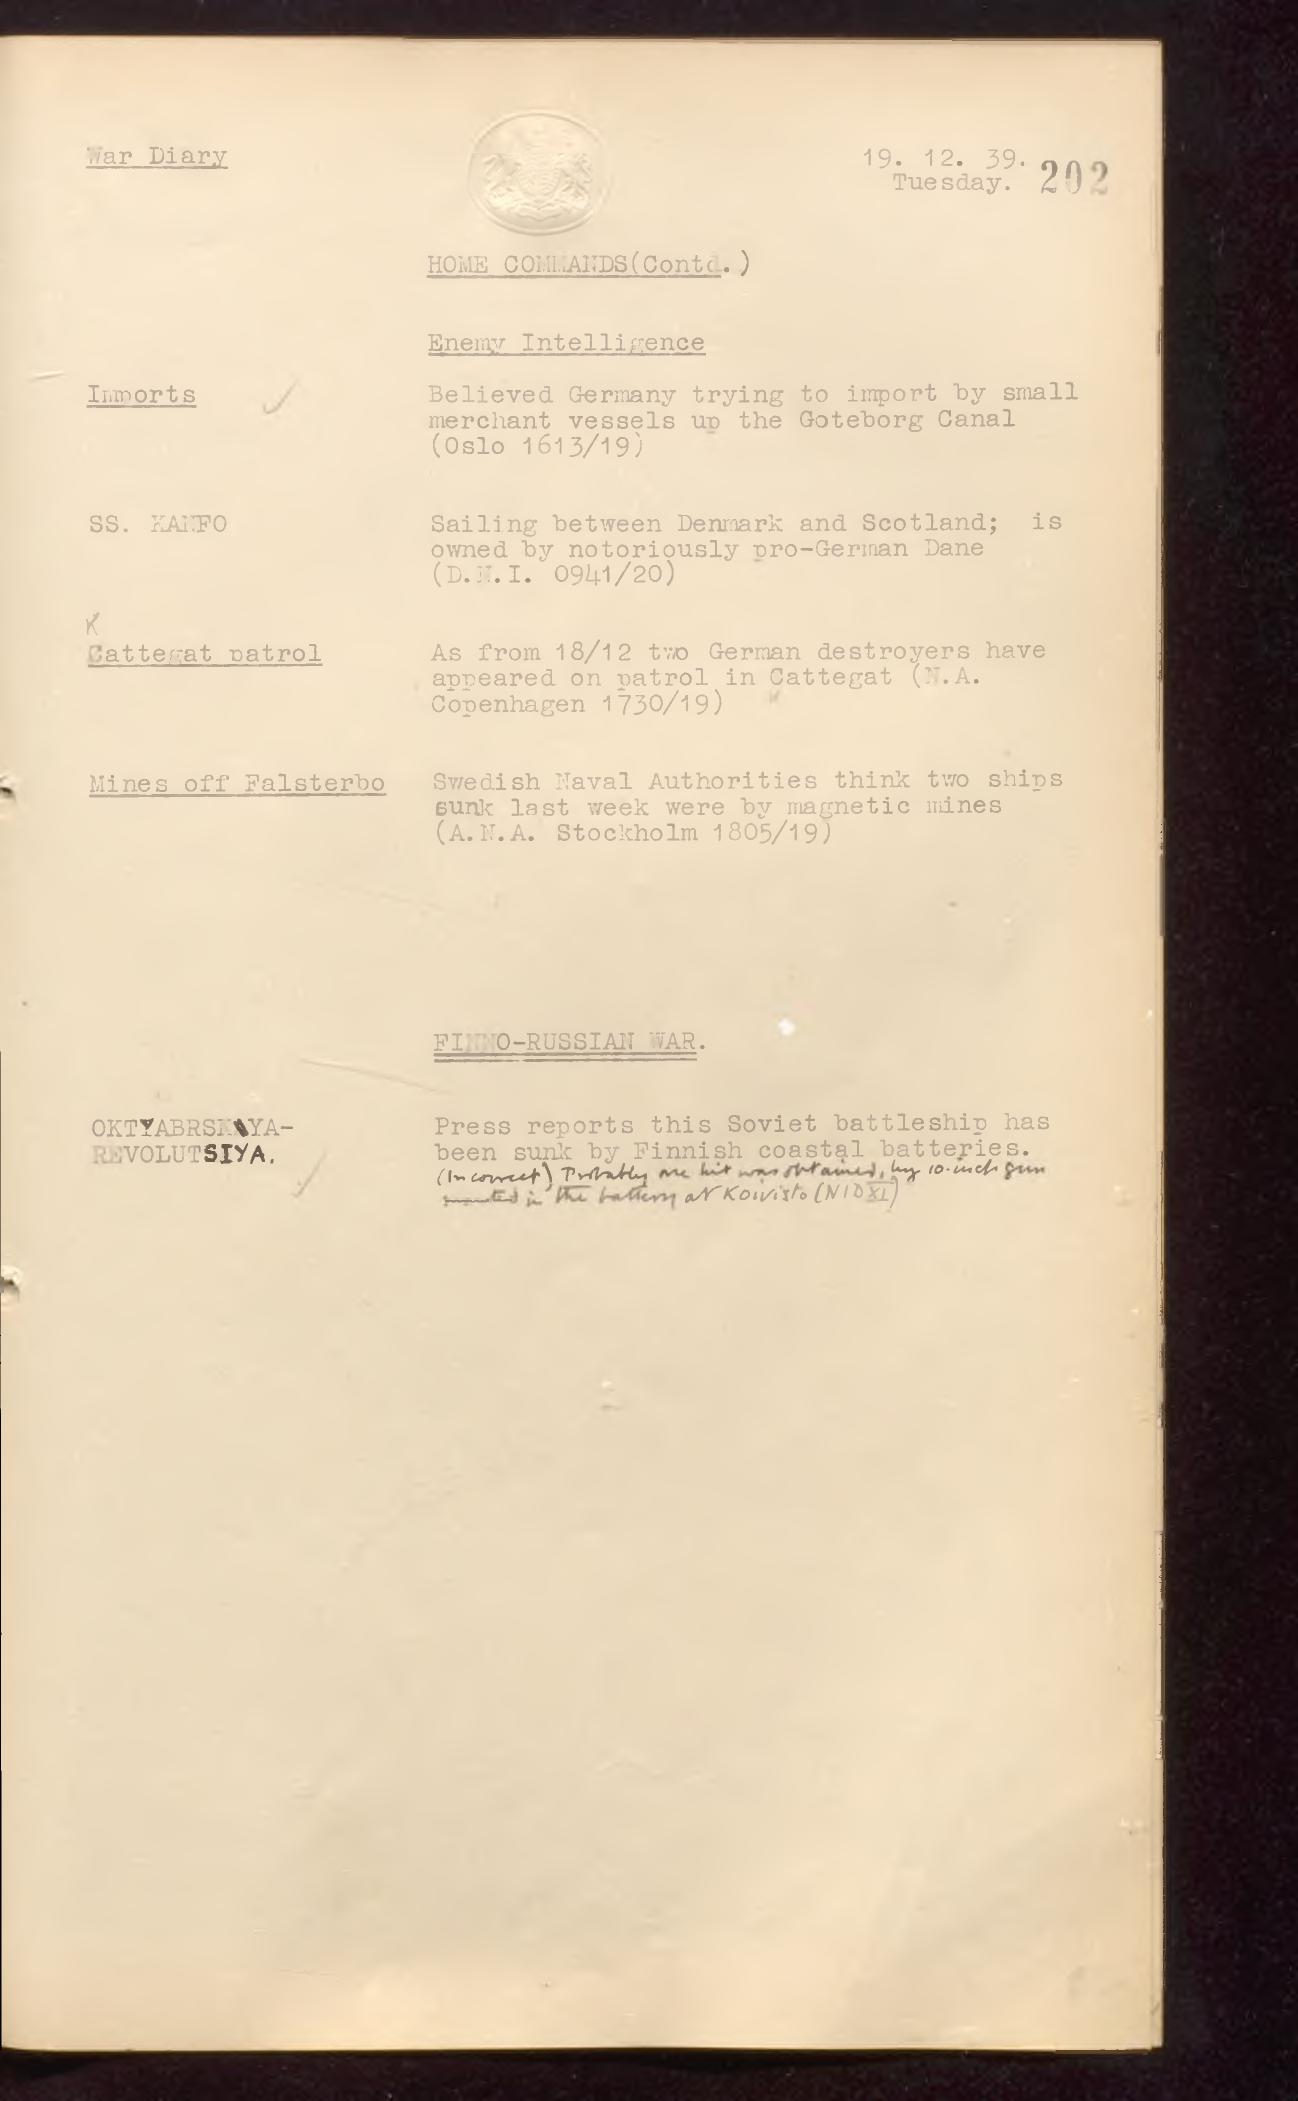 War Diary
19. 12. 39.
Tuesday.
202
HOME COMMANDS(Contd.)
Enemy Intelligence
Imports
Believed Germany trying to import by small
merchant vessels up the Goteborg Canal
(Oslo 1613/19)
SS. KANFO
Sailing between Denmark and Scotland; is
owned by notoriously pro-German Dane
(D.N.I. 0941/20)
K
Cattegat patrol
As from 18/12 two German destroyers have
appeared on patrol in Cattegat (N.A.
Copenhagen 1730/19)
K
Mines off Falsterbo
Swedish Naval Authorities think two ships
sunk last week were by magnetic mines
(A.N.A. Stockholm 1805/19)
FINNO-RUSSIAN WAR.
OKTYABRSKAYA-
REVOLUTSIYA.
Press reports this Soviet battleship has
been sunk by Finnish coastal batteries.
(Incorrect) Probably one hit was obtained, by 10-inch gun
mounted in the battery at Koivisto (NID XI)